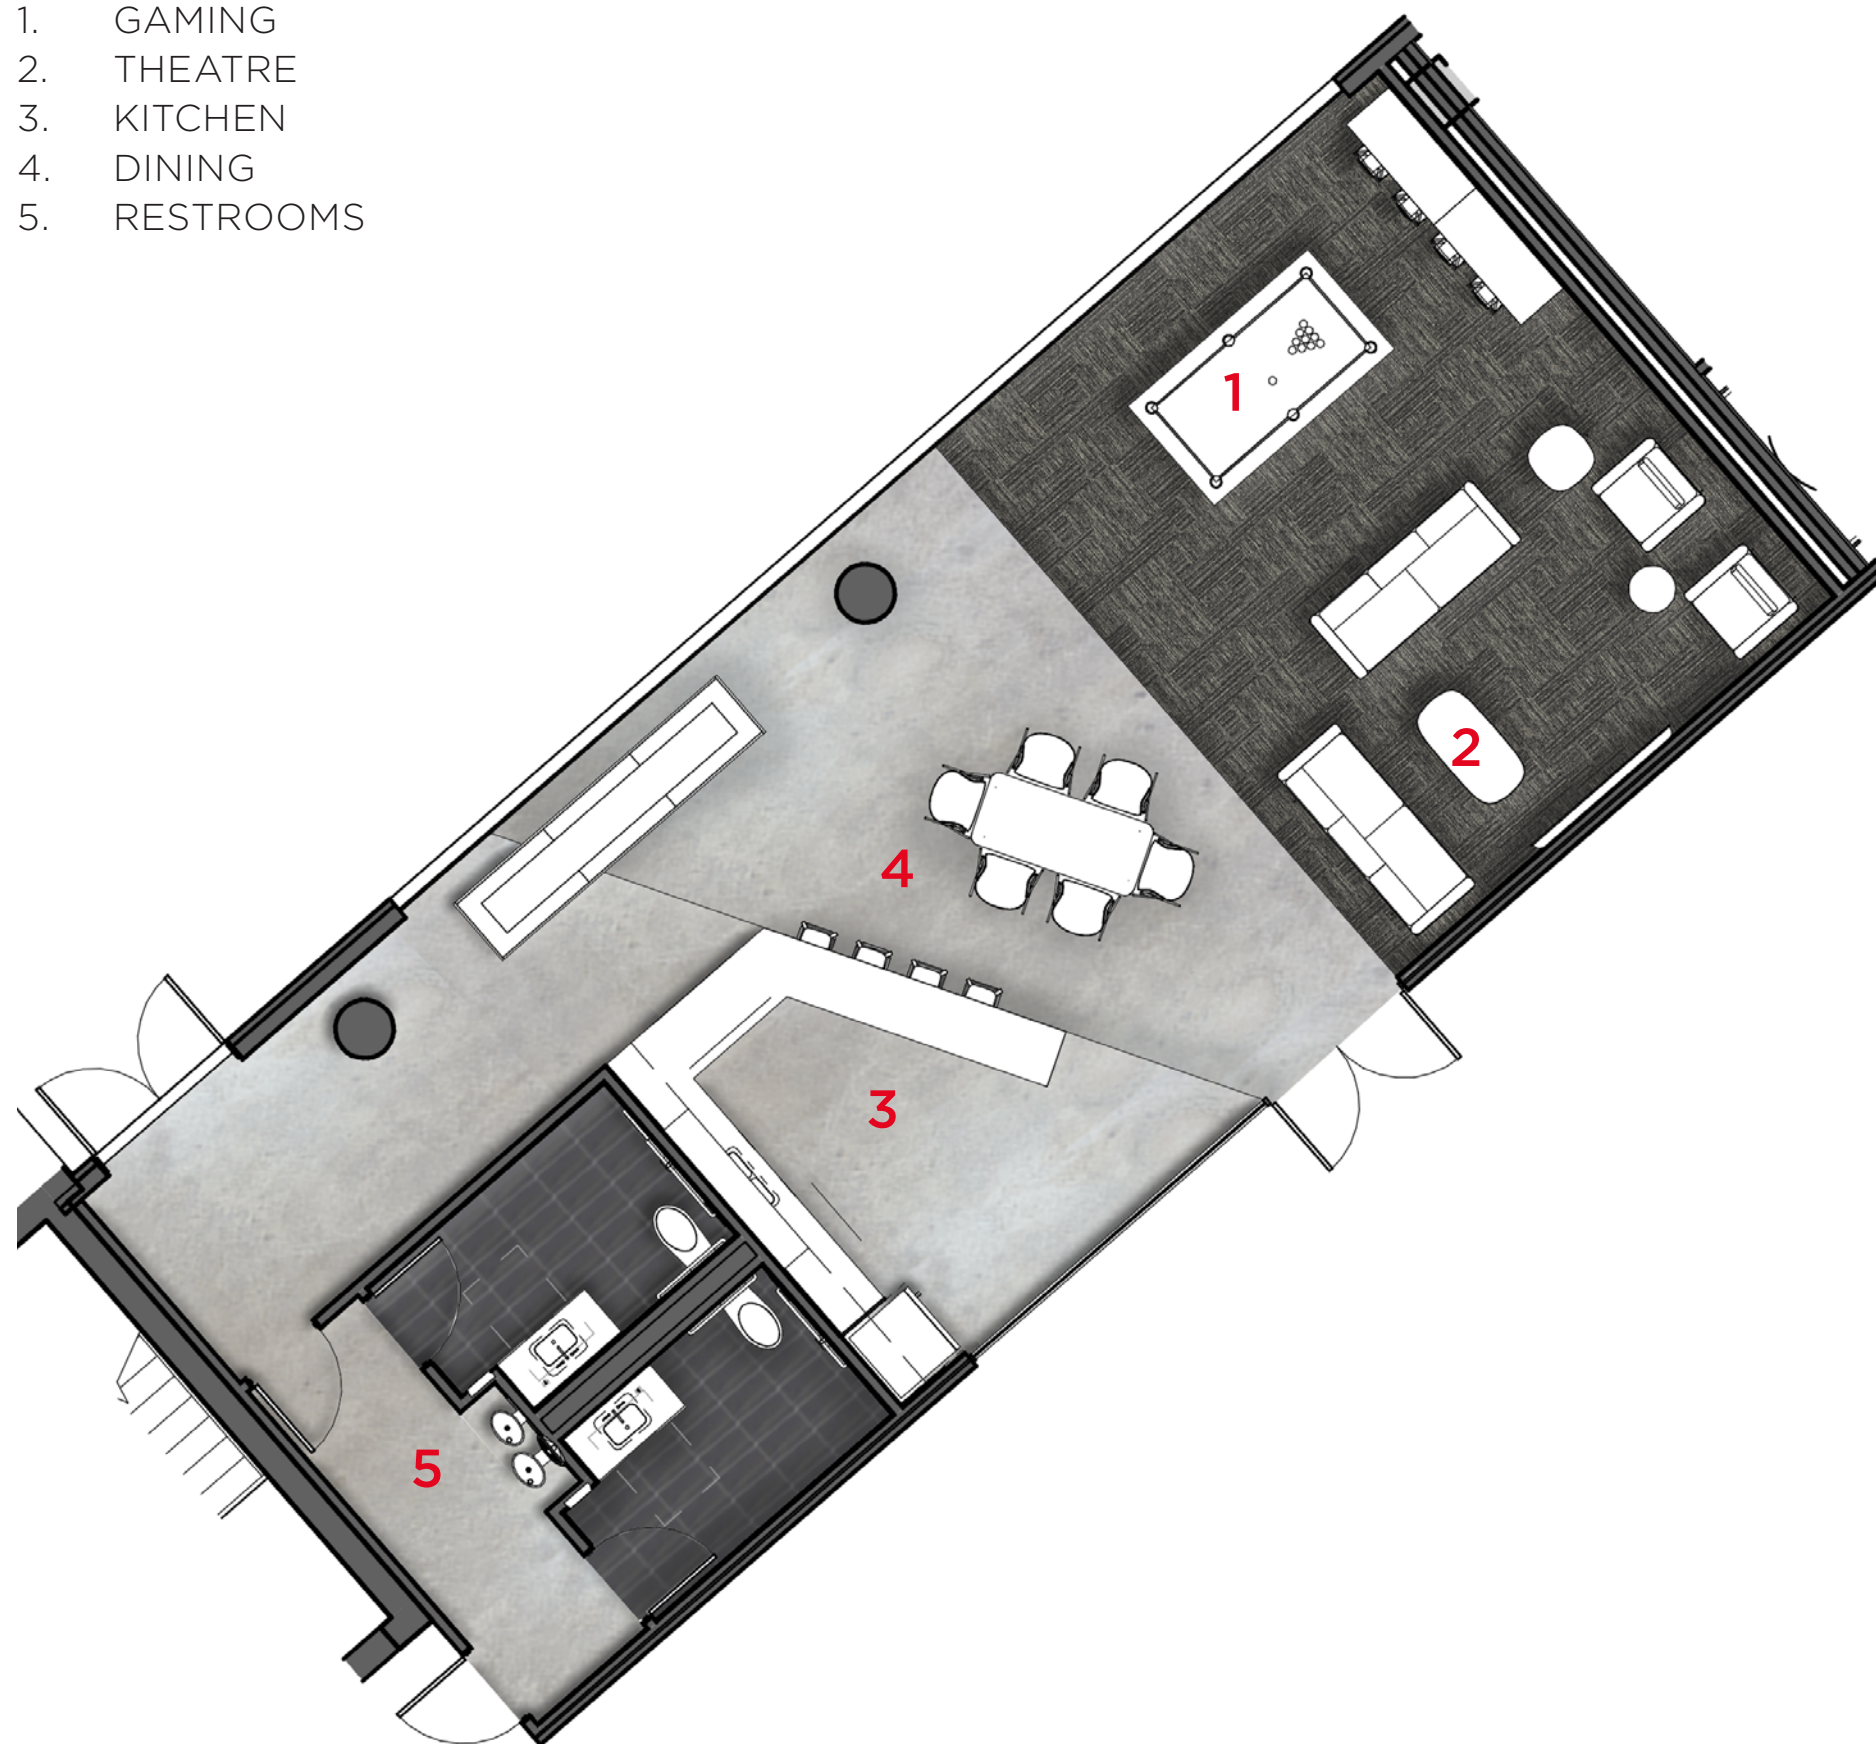 1. GAMING
2. THEATRE
3. KITCHEN
4. DINING
5. RESTROOMS
1
2
4
3
5